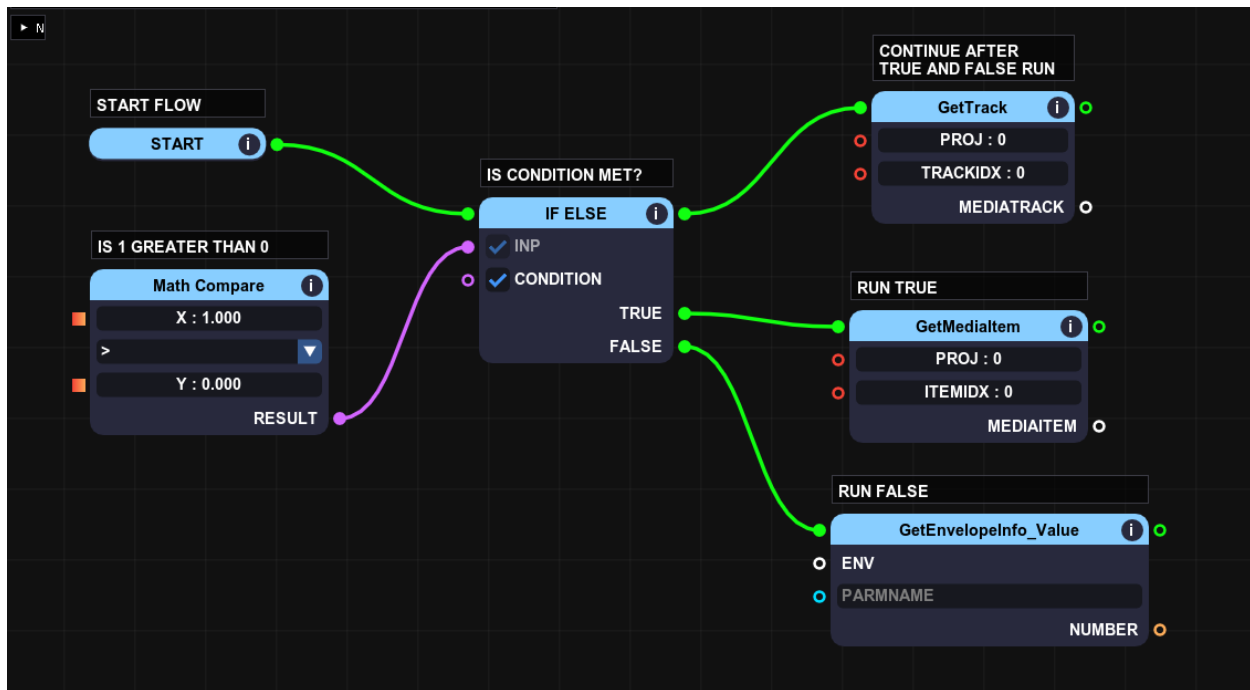 N
START FLOW
START i
IS 1 GREATER THAN 0
Math Compare i
X : 1.000
>
Y : 0.000
RESULT
IS CONDITION MET?
IF ELSE i
INP
CONDITION
TRUE
FALSE
CONTINUE AFTER
TRUE AND FALSE RUN
GetTrack i
PROJ : 0
TRACKIDX : 0
MEDIATRACK
RUN TRUE
GetMediaItem i
PROJ : 0
ITEMIDX : 0
MEDIAITEM
RUN FALSE
GetEnvelopeInfo_Value i
ENV
PARMNAME
NUMBER